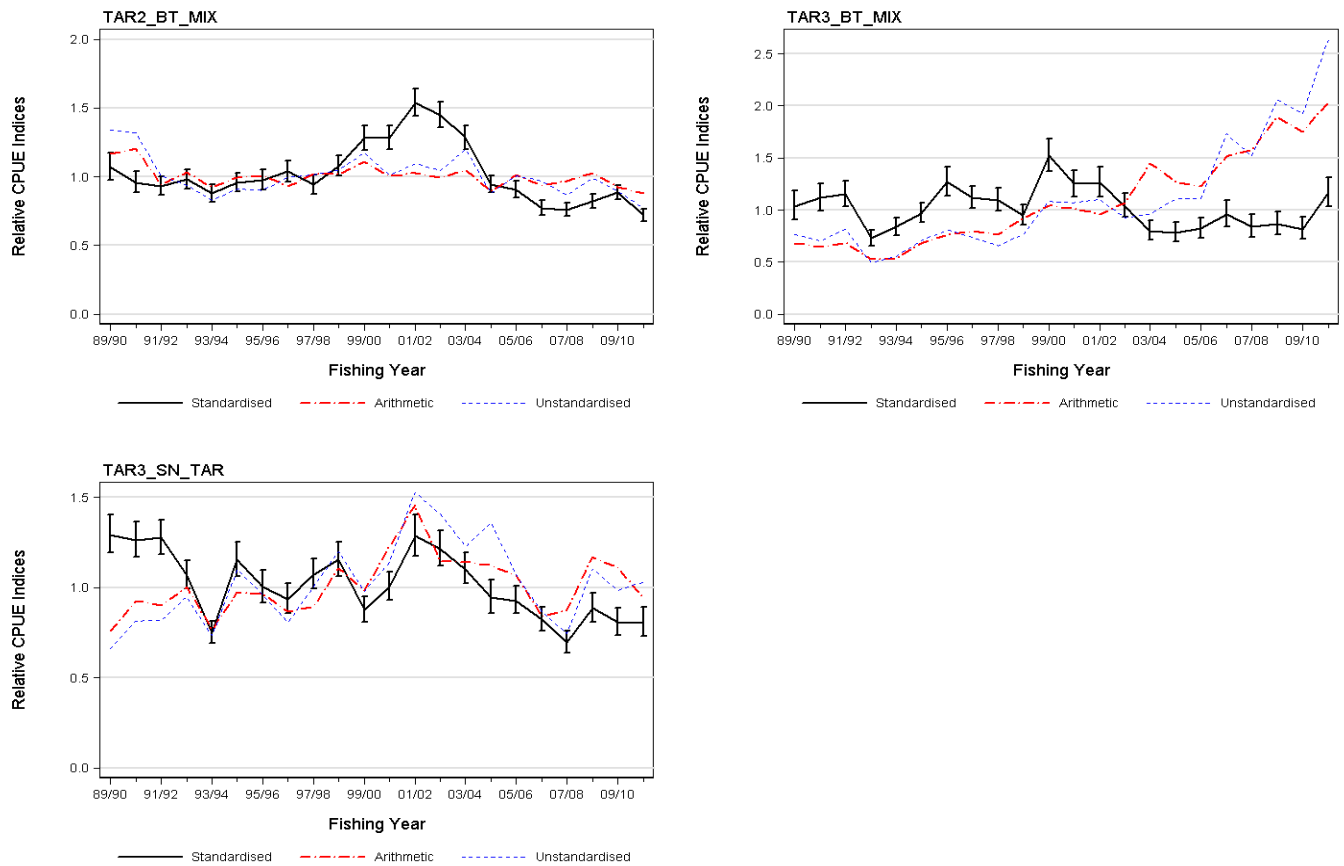 TAR2_BT_MIX
2.0
1.5
1.0
0.5
0.0
Relative CPUE Indices
89/90 91/92 93/94 95/96 97/98 99/00 01/02 03/04 05/06 07/08 09/10
Fishing Year
Standardised Arithmetic Unstandardised
TAR3_BT_MIX
2.5
2.0
1.5
1.0
0.5
0.0
Relative CPUE Indices
89/90 91/92 93/94 95/96 97/98 99/00 01/02 03/04 05/06 07/08 09/10
Fishing Year
Standardised Arithmetic Unstandardised
TAR3_SN_TAR
1.5
1.0
0.5
0.0
Relative CPUE Indices
89/90 91/92 93/94 95/96 97/98 99/00 01/02 03/04 05/06 07/08 09/10
Fishing Year
Standardised Arithmetic Unstandardised